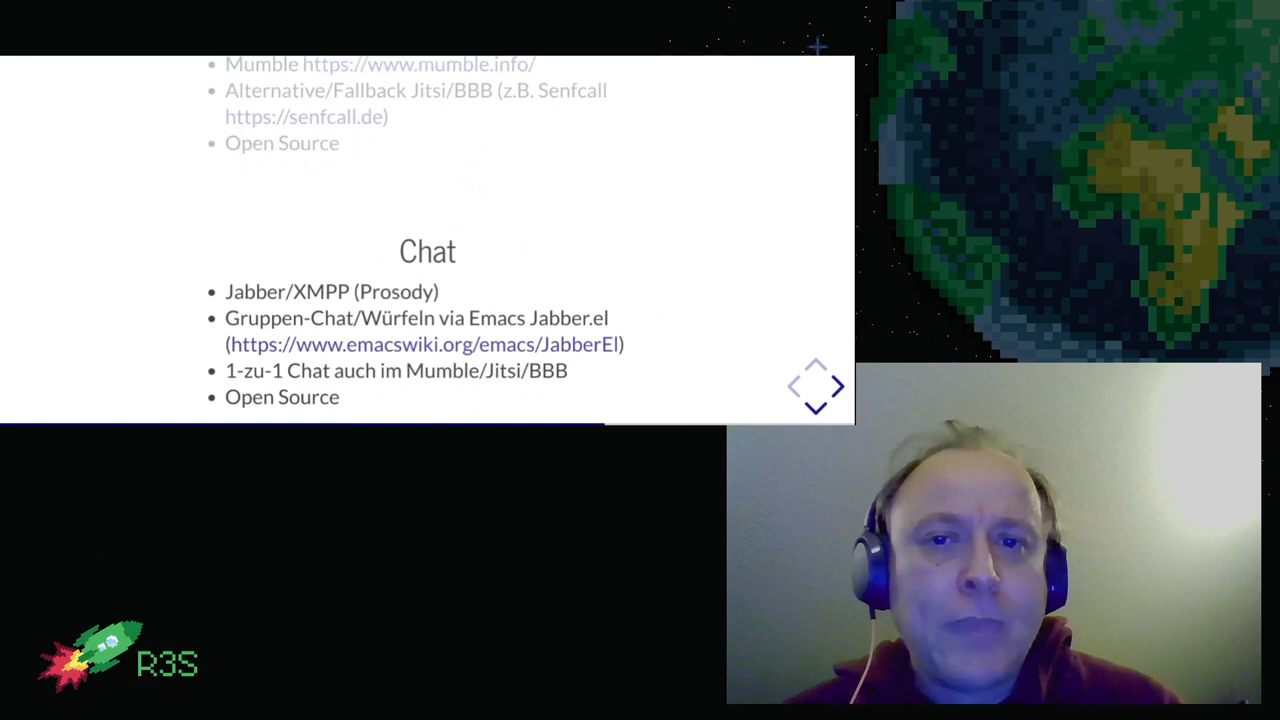 Mumble https://www.mumble.info/
Alternative/Fallback Jitsi/BBB (z.B. Senfcall
https://senfcall.de)
Open Source
Chat
Jabber/XMPP (Prosody)
Gruppen-Chat/Würfeln via Emacs Jabber.el
(https://www.emacswiki.org/emacs/JabberEl)
1-zu-1 Chat auch im Mumble/Jitsi/BBB
Open Source
R3S